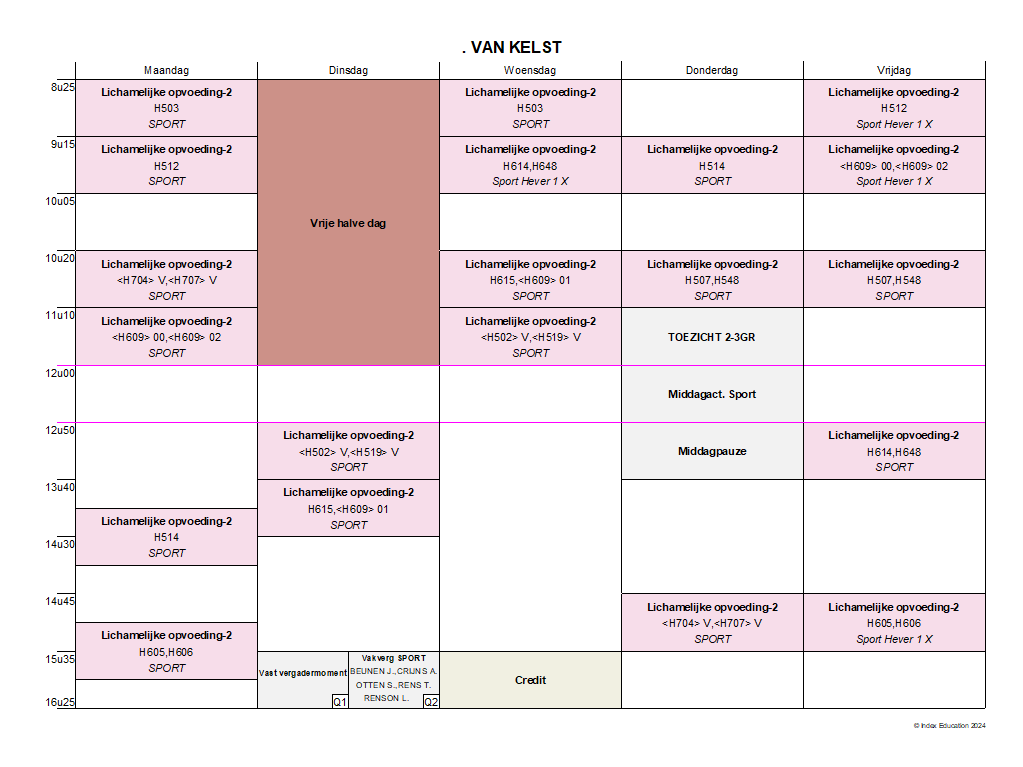 . VAN KELST
Maandag Dinsdag Woensdag Donderdag Vrijdag
8u25
9u15
10u05
10u20
11u10
12u00
12u50
13u40
14u30
14u45
15u35
16u25
Lichamelijke opvoeding-2
H503
SPORT
Lichamelijke opvoeding-2
H512
SPORT
Lichamelijke opvoeding-2
<H704> V,<H707> V
SPORT
Lichamelijke opvoeding-2
<H609> 00,<H609> 02
SPORT
Lichamelijke opvoeding-2
H514
SPORT
Lichamelijke opvoeding-2
H605,H606
SPORT
Vrije halve dag
Lichamelijke opvoeding-2
<H502> V,<H519> V
SPORT
Lichamelijke opvoeding-2
H615,<H609> 01
SPORT
Vast vergadermoment
Q1
Vakverg SPORT
BEUNEN J.,CRIJNS A.
OTTEN S.,RENS T.
RENSON L.
Q2
Lichamelijke opvoeding-2
H503
SPORT
Lichamelijke opvoeding-2
H614,H648
Sport Hever 1 X
Lichamelijke opvoeding-2
H615,<H609> 01
SPORT
Lichamelijke opvoeding-2
<H502> V,<H519> V
SPORT
Credit
Lichamelijke opvoeding-2
H514
SPORT
Lichamelijke opvoeding-2
H507,H548
SPORT
TOEZICHT 2-3GR
Middagact. Sport
Middagpauze
Lichamelijke opvoeding-2
<H704> V,<H707> V
SPORT
Lichamelijke opvoeding-2
H512
Sport Hever 1 X
Lichamelijke opvoeding-2
<H609> 00,<H609> 02
Sport Hever 1 X
Lichamelijke opvoeding-2
H507,H548
SPORT
Lichamelijke opvoeding-2
H614,H648
SPORT
Lichamelijke opvoeding-2
H605,H606
Sport Hever 1 X
© Index Education 2024